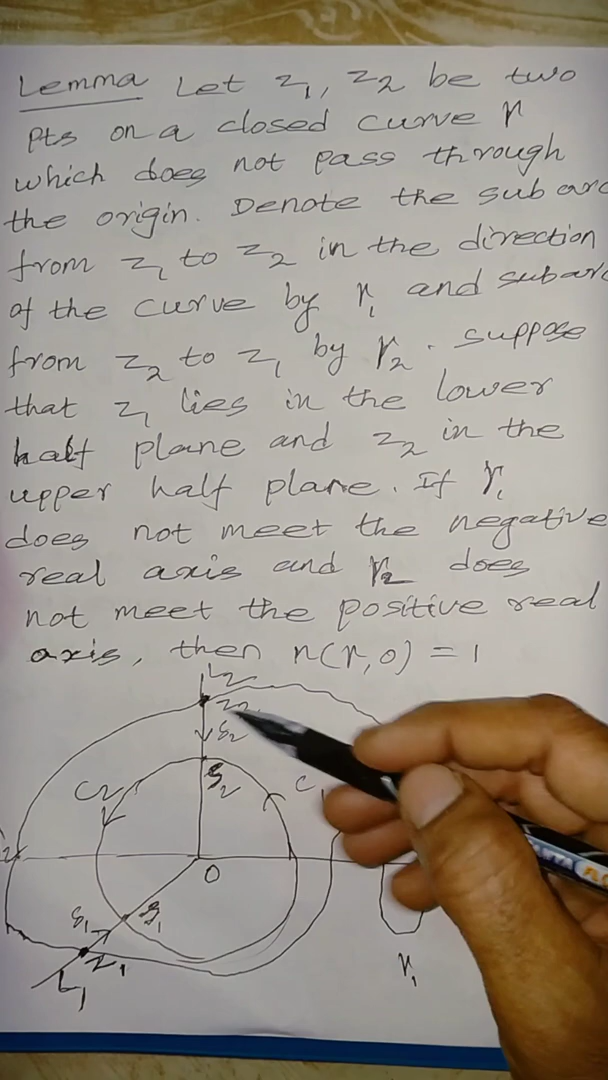 Lemma Let z1, z2 be two
pts on a closed curve γ
which does not pass through
the origin. Denote the sub arc
from z1 to z2 in the direction
of the curve by γ1 and subarc
from z2 to z1 by γ2. suppose
that z1 lies in the lower
half plane and z2 in the
upper half plane. If γ1
does not meet the negative
real axis and γ2 does
not meet the positive real
axis, then n(γ, 0) = 1
L2
z2
δ2
ζ2
C2
C1
O
δ1
ζ1
z1
L1
γ1